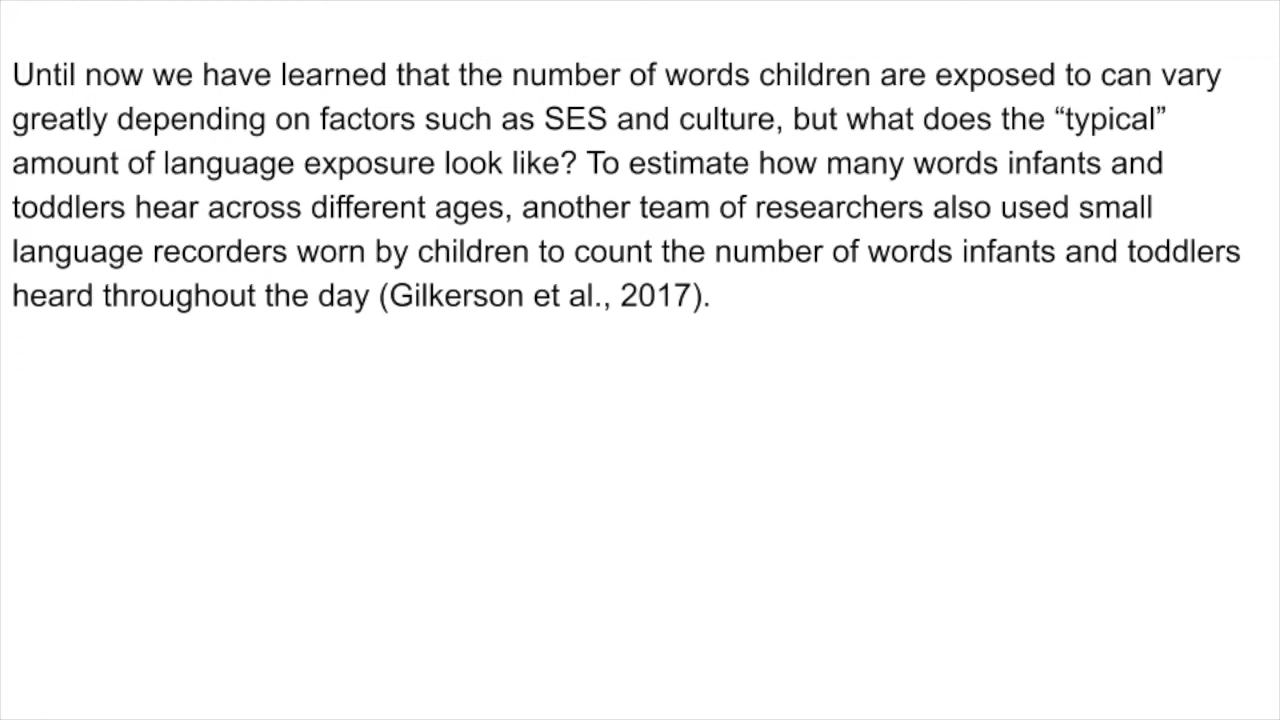 Until now we have learned that the number of words children are exposed to can vary
greatly depending on factors such as SES and culture, but what does the “typical”
amount of language exposure look like? To estimate how many words infants and
toddlers hear across different ages, another team of researchers also used small
language recorders worn by children to count the number of words infants and toddlers
heard throughout the day (Gilkerson et al., 2017).